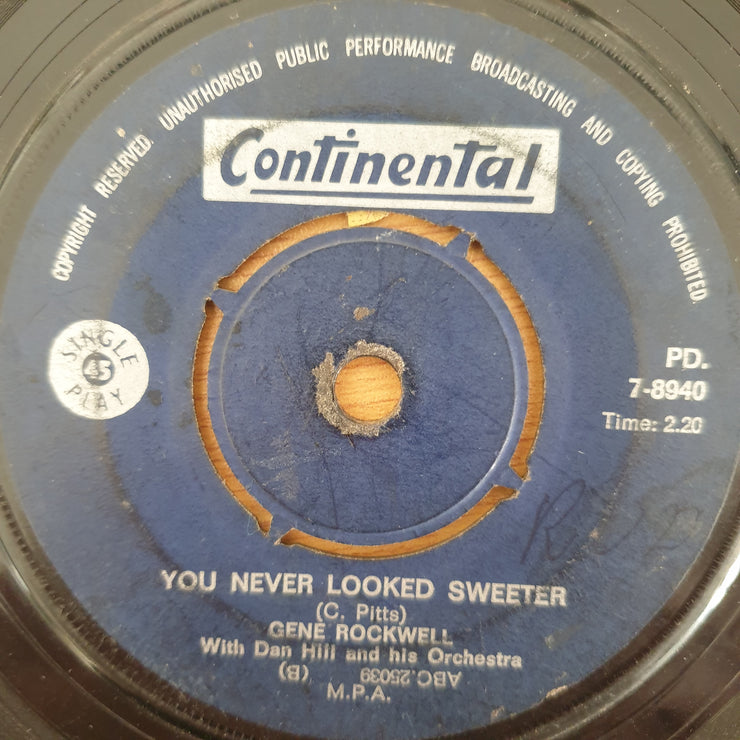 COPYRIGHT RESERVED. UNAUTHORISED PUBLIC PERFORMANCE BROADCASTING AND COPYING PROHIBITED.
Continental
SINGLE
45
PLAY
PD.
7-8940
Time: 2.20
YOU NEVER LOOKED SWEETER
(C. Pitts)
GENE ROCKWELL
With Dan Hill and his Orchestra
ABC.25039
(B)
M.P.A.